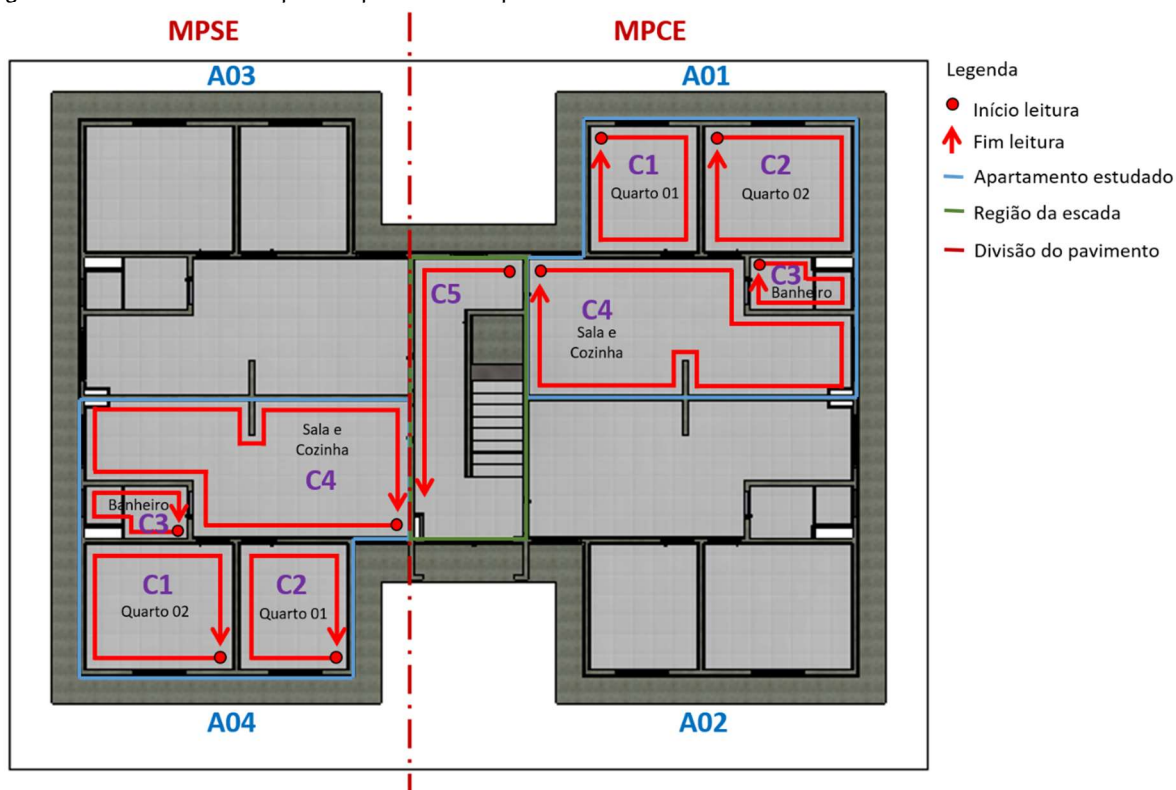 MPSE
MPCE
A03
A01
Legenda
Início leitura
Fim leitura
Apartamento estudado
Região da escada
Divisão do pavimento
C1
Quarto 01
C2
Quarto 02
C3
Banheiro
C5
C4
Sala e
Cozinha
Sala e
Cozinha
C4
Banheiro
C3
C1
Quarto 02
C2
Quarto 01
A04
A02